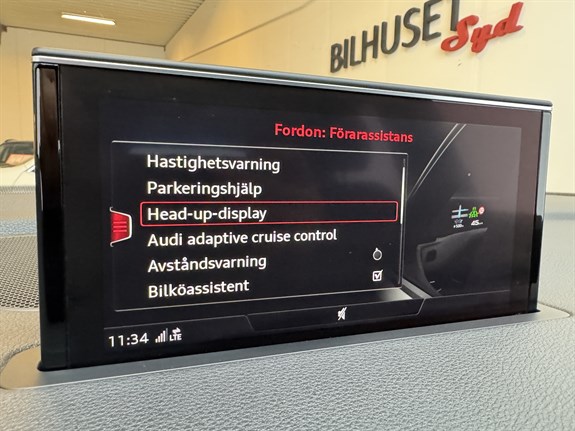 BILHUSET
Syd
Fordon: Förarassistans
Hastighetsvarning
Parkeringshjälp
Head-up-display
Audi adaptive cruise control
Avståndsvarning
Bilköassistent
11:34 LTE